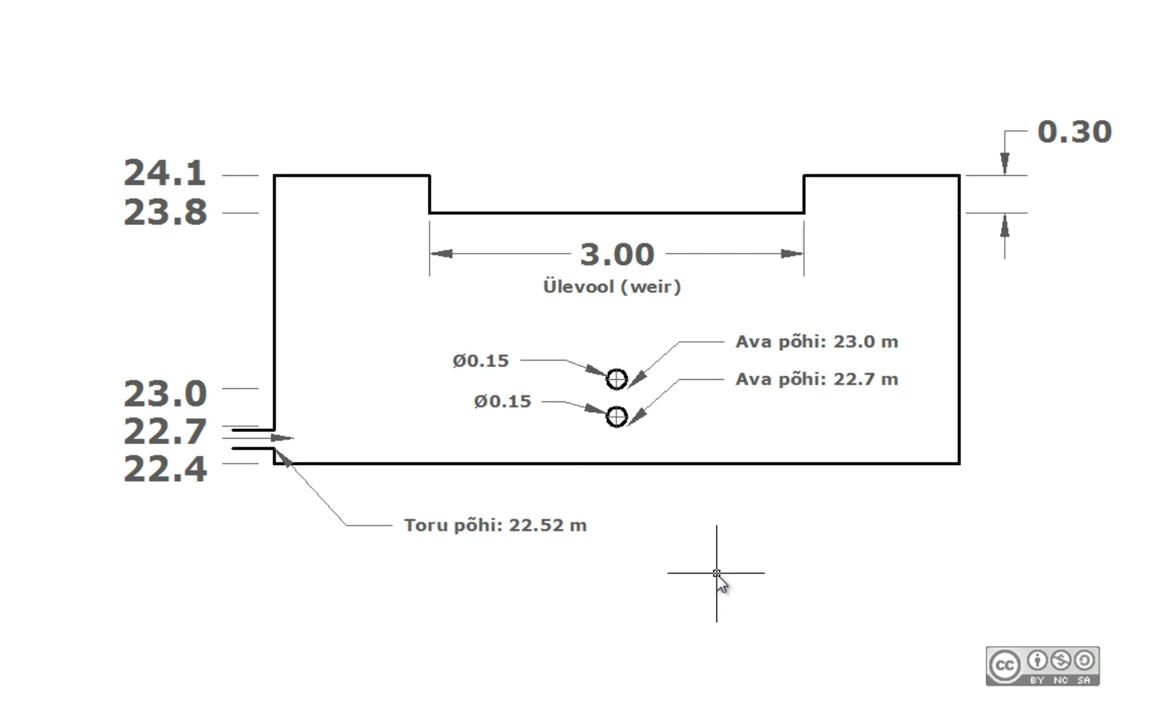 0.30
24.1
23.8
3.00
Ülevool (weir)
Ava põhi: 23.0 m
Ø0.15
Ava põhi: 22.7 m
Ø0.15
23.0
22.7
22.4
Toru põhi: 22.52 m
cc
BY NC SA